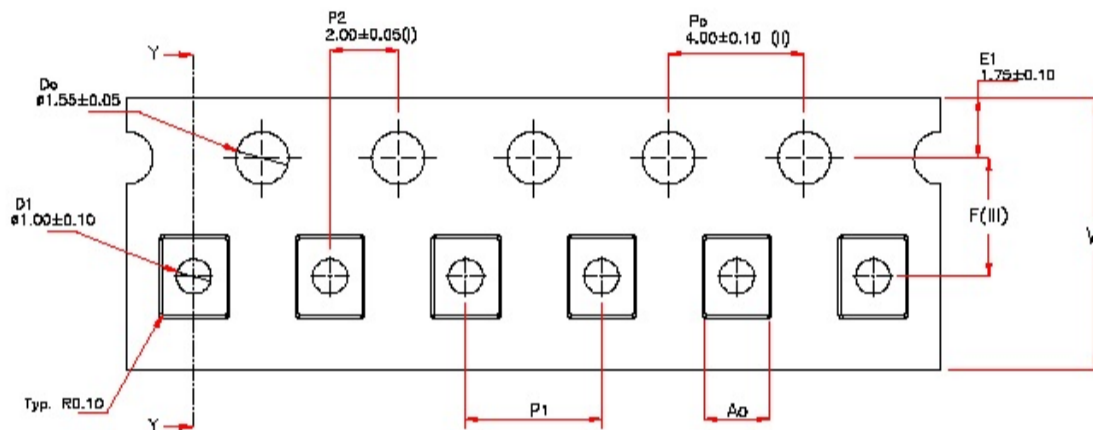 P2
2.00±0.05(I)
Po
4.00±0.10 (II)
E1
1.75±0.10
Y
Do
ø1.55±0.05
D1
ø1.00±0.10
F(III)
Typ. R0.10
Y
P1
Ao